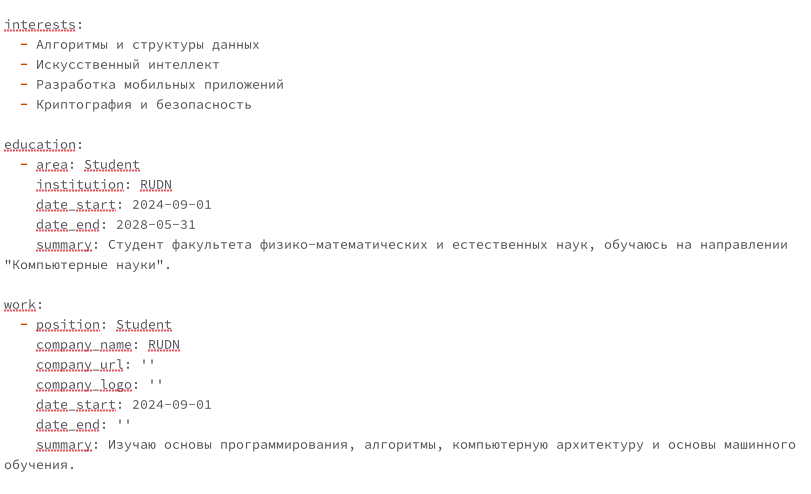 interests:
  - Алгоритмы и структуры данных
  - Искусственный интеллект
  - Разработка мобильных приложений
  - Криптография и безопасность

education:
  - area: Student
    institution: RUDN
    date_start: 2024-09-01
    date_end: 2028-05-31
    summary: Студент факультета физико-математических и естественных наук, обучаюсь на направлении
"Компьютерные науки".

work:
  - position: Student
    company_name: RUDN
    company_url: ''
    company_logo: ''
    date_start: 2024-09-01
    date_end: ''
    summary: Изучаю основы программирования, алгоритмы, компьютерную архитектуру и основы машинного
обучения.